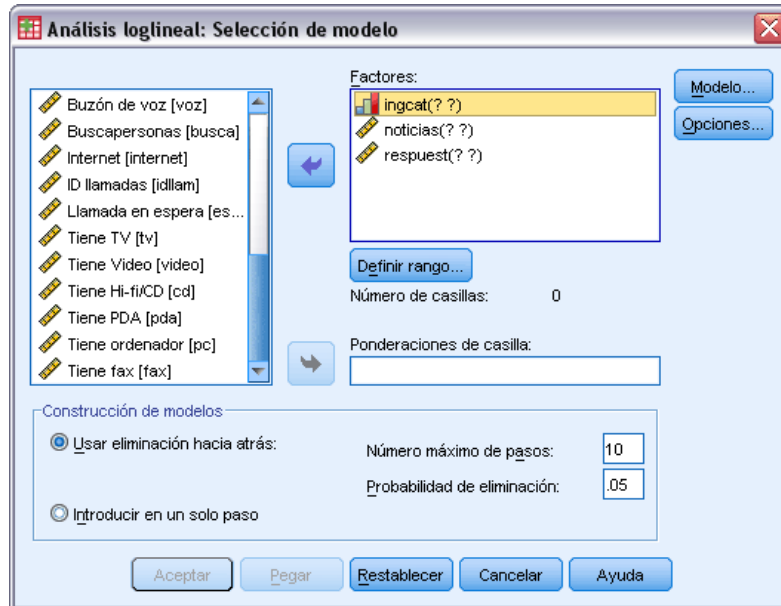 Análisis loglineal: Selección de modelo
Buzón de voz [voz]
Buscapersonas [busca]
Internet [internet]
ID llamadas [idllam]
Llamada en espera [es...
Tiene TV [tv]
Tiene Video [video]
Tiene Hi-fi/CD [cd]
Tiene PDA [pda]
Tiene ordenador [pc]
Tiene fax [fax]
Factores:
ingcat(? ?)
noticias(? ?)
respuest(? ?)
Modelo...
Opciones...
Definir rango...
Número de casillas: 0
Ponderaciones de casilla:
Construcción de modelos
Usar eliminación hacia atrás:
Número máximo de pasos: 10
Probabilidad de eliminación: .05
Introducir en un solo paso
Aceptar
Pegar
Restablecer
Cancelar
Ayuda